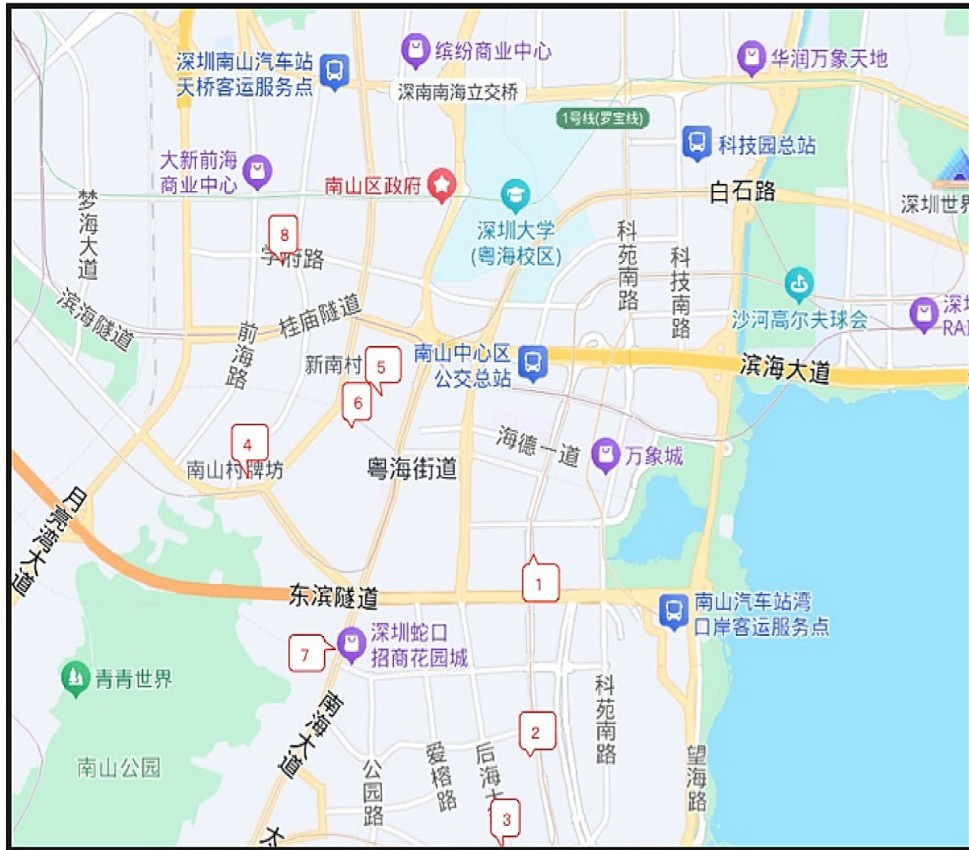 深圳南山汽车站
天桥客运服务点
缤纷商业中心
华润万象天地
深南南海立交桥
1号线(罗宝线)
科技园总站
大新前海
商业中心
南山区政府
白石路
梦海大道
深圳世界
8
学府路
深圳大学
(粤海校区)
科苑南路
科技南路
滨海隧道
桂庙隧道
前海路
沙河高尔夫球会
新南村
5
南山中心区
公交总站
滨海大道
6
4
南山村牌坊
粤海街道
海德一道
万象城
月亮湾大道
1
东滨隧道
南山汽车站湾
口岸客运服务点
7
深圳蛇口
招商花园城
青青世界
南海大道
科苑南路
2
南山公园
公园路
爱榕路
后海大
望海路
3